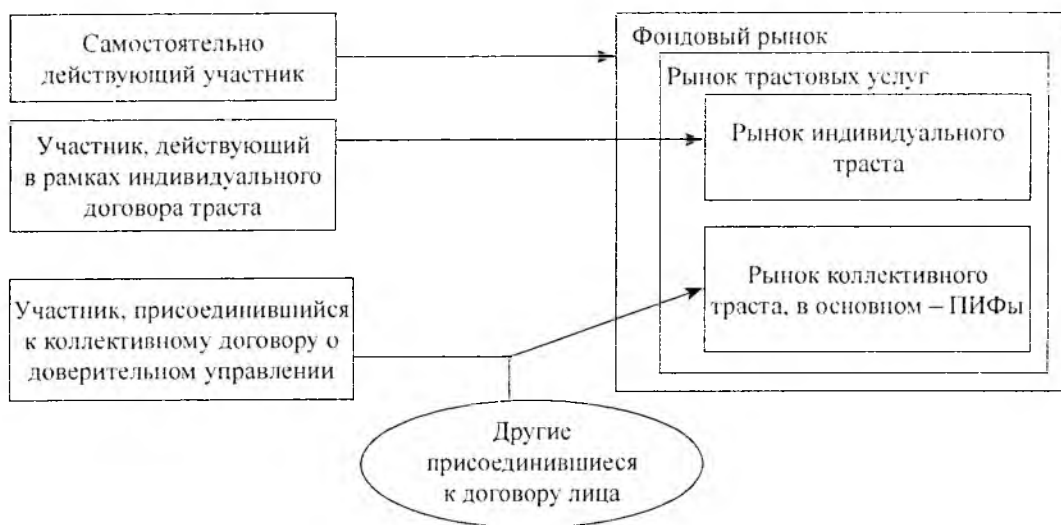 Самостоятельно
действующий участник
Участник, действующий
в рамках индивидуального
договора траста
Участник, присоединившийся
к коллективному договору о
доверительном управлении
Другие
присоединившиеся
к договору лица
Фондовый рынок
Рынок трастовых услуг
Рынок индивидуального
траста
Рынок коллективного
траста, в основном – ПИФы